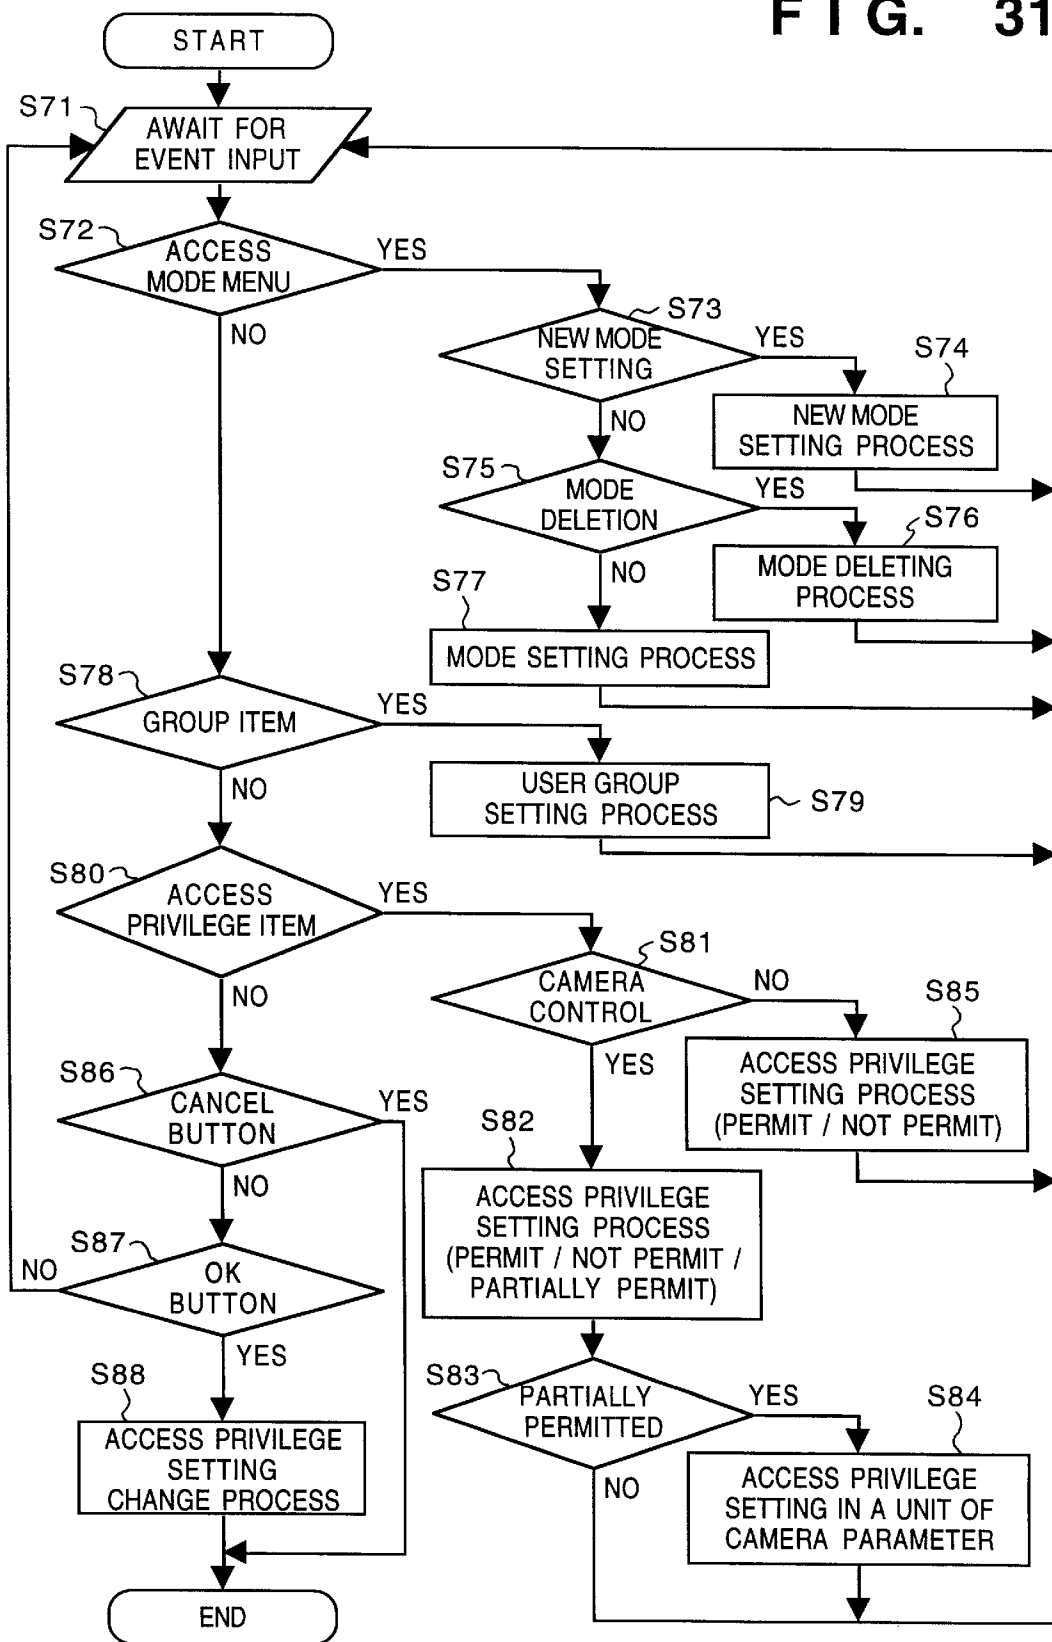 FIG. 31
START
S71
AWAIT FOR
EVENT INPUT
S72
ACCESS
MODE MENU
YES
NO
S73
NEW MODE
SETTING
YES
NO
S74
NEW MODE
SETTING PROCESS
S75
MODE
DELETION
YES
NO
S76
MODE DELETING
PROCESS
S77
MODE SETTING PROCESS
S78
GROUP ITEM
YES
NO
USER GROUP
SETTING PROCESS
S79
S80
ACCESS
PRIVILEGE ITEM
YES
NO
S81
CAMERA
CONTROL
NO
YES
S85
ACCESS PRIVILEGE
SETTING PROCESS
(PERMIT / NOT PERMIT)
S82
ACCESS PRIVILEGE
SETTING PROCESS
(PERMIT / NOT PERMIT /
PARTIALLY PERMIT)
S83
PARTIALLY
PERMITTED
YES
NO
S84
ACCESS PRIVILEGE
SETTING IN A UNIT OF
CAMERA PARAMETER
S86
CANCEL
BUTTON
YES
NO
S87
OK
BUTTON
NO
YES
S88
ACCESS PRIVILEGE
SETTING
CHANGE PROCESS
END